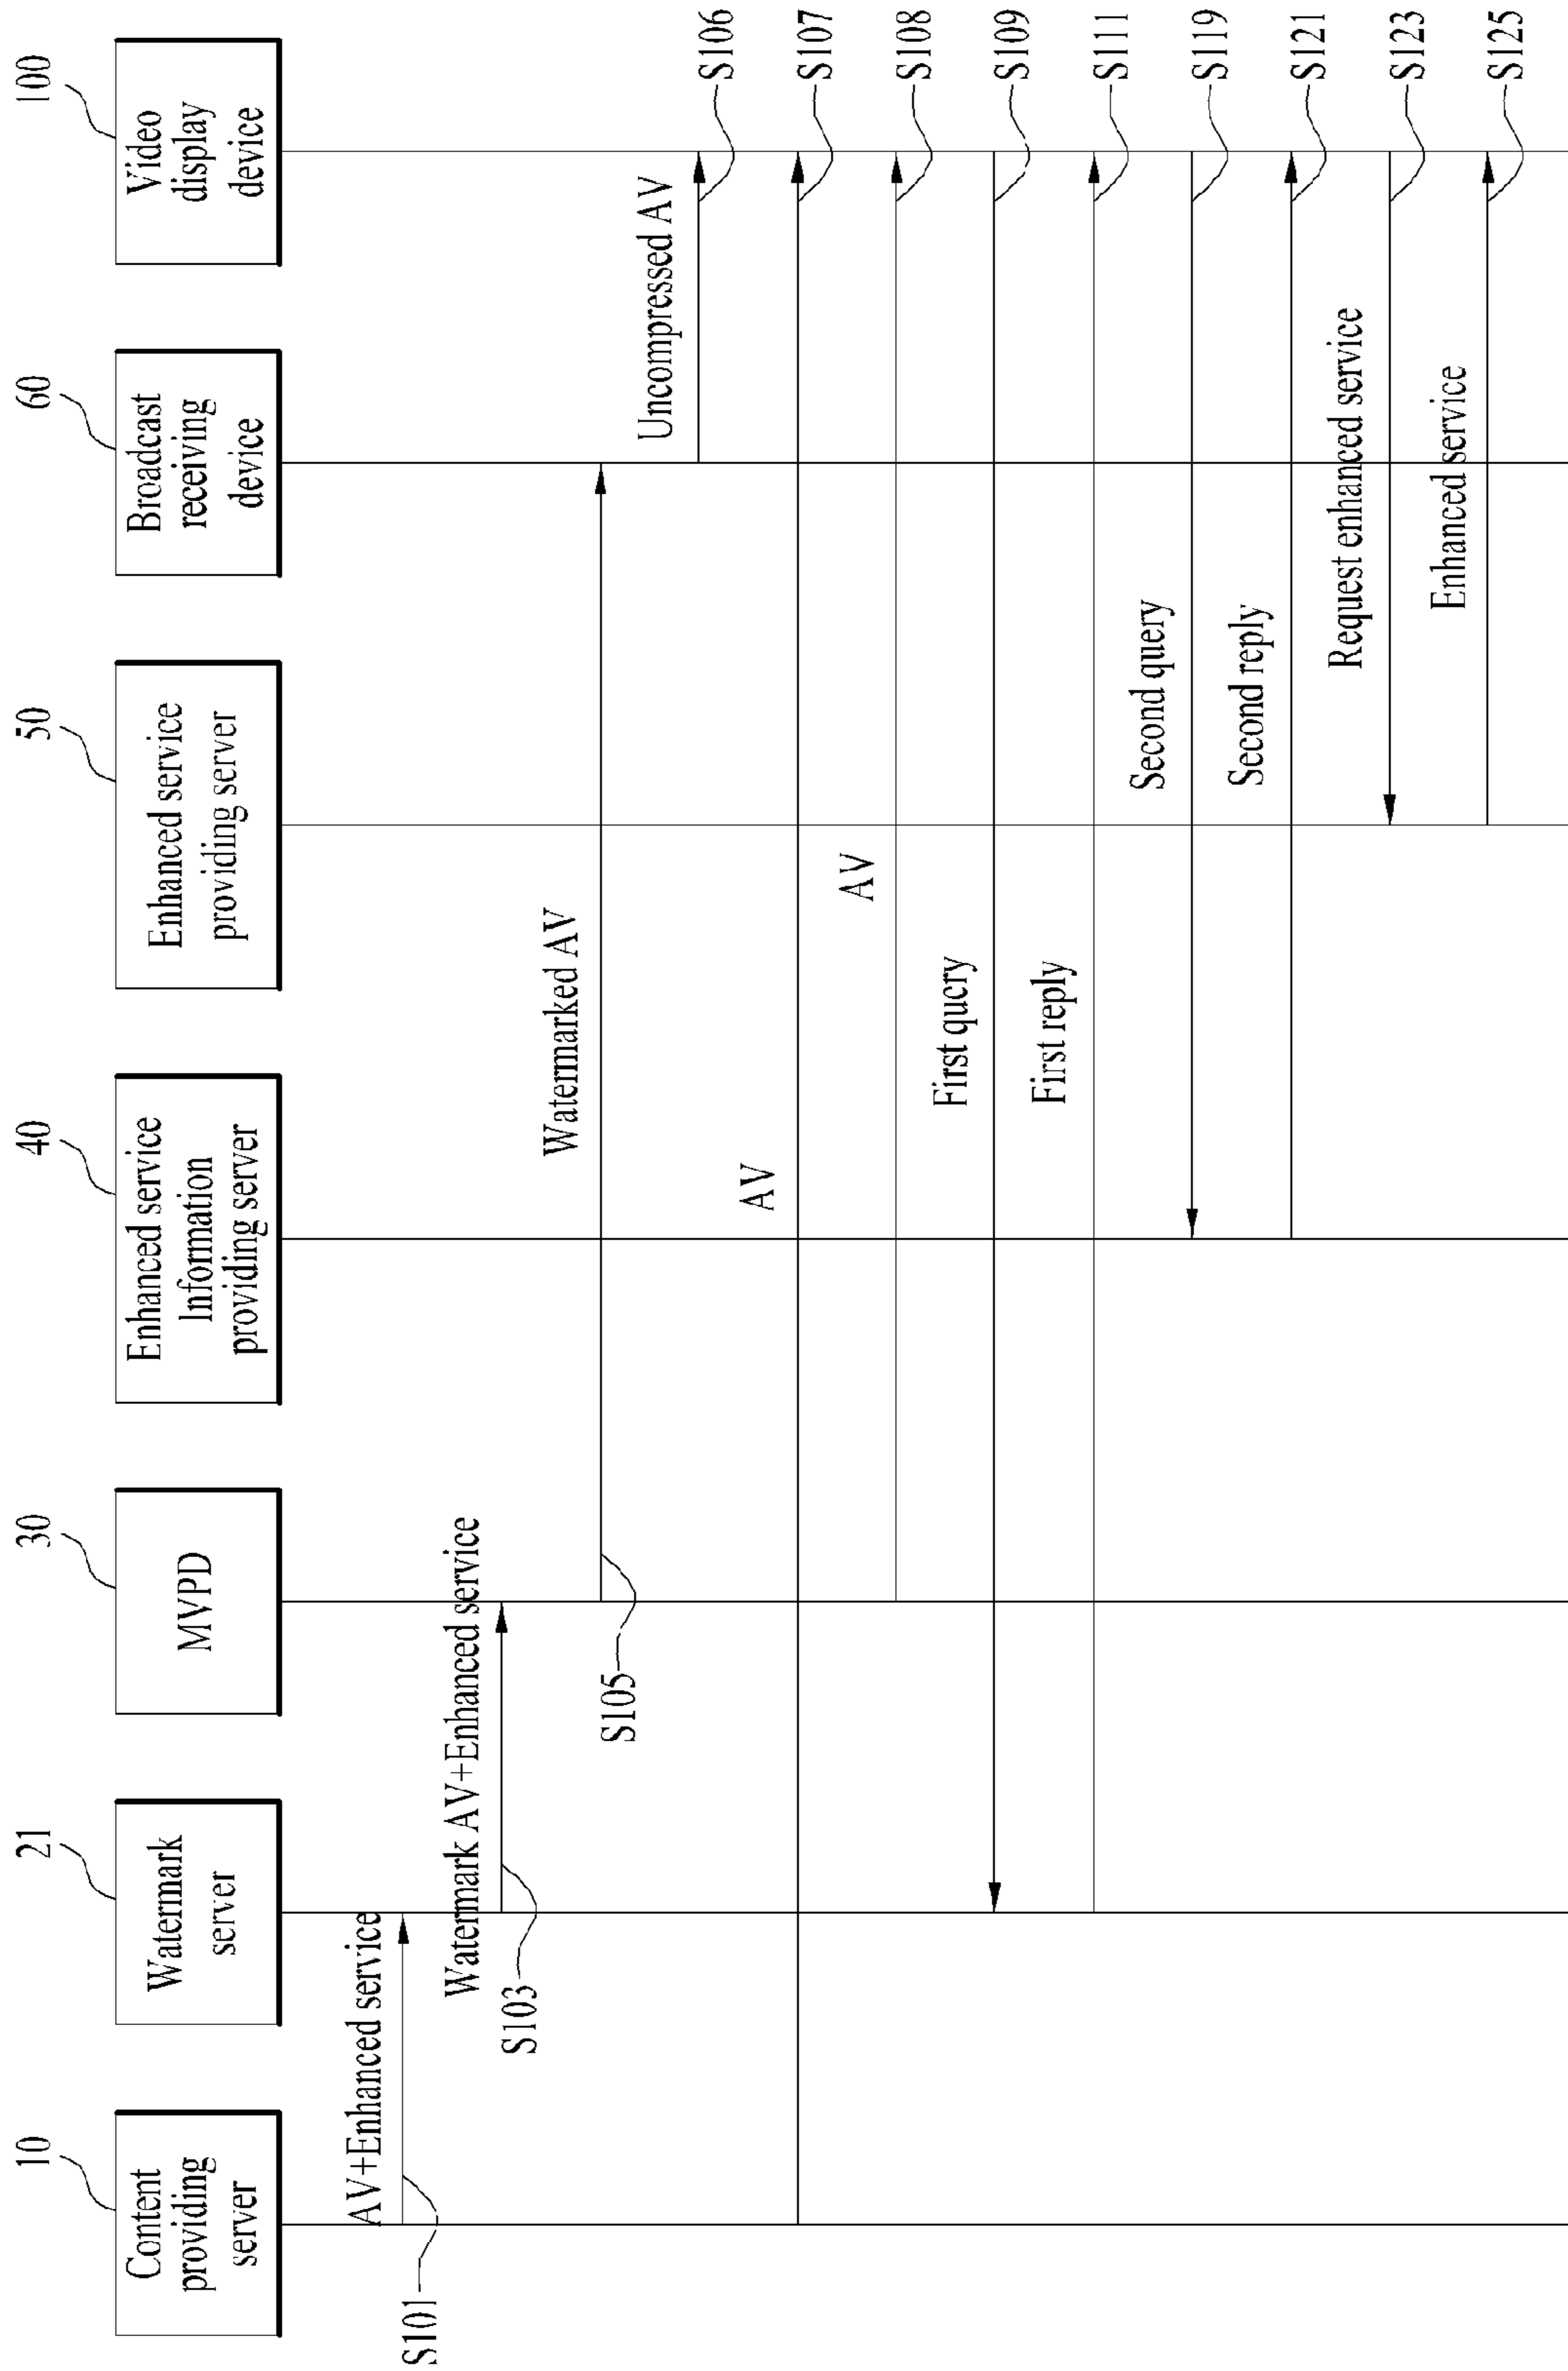 10
Content
providing
server
21
Watermark
server
30
MVPD
40
Enhanced service
Information
providing server
50
Enhanced service
providing server
60
Broadcast
receiving
device
100
Video
display
device
AV+Enhanced service
S101
Watermark AV+Enhanced service
S103
Watermarked AV
S105
Uncompressed AV
S106
AV
S107
AV
S108
First query
S109
First reply
S111
Second query
S119
Second reply
S121
Request enhanced service
S123
Enhanced service
S125